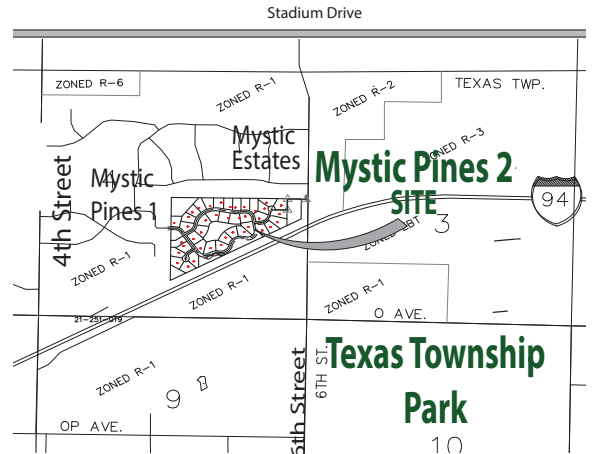 Stadium Drive
ZONED R-6
ZONED R-1
ZONED R-2
TEXAS TWP.
Mystic
Estates
ZONED R-3
4th Street
4
Mystic
Pines 1
Mystic Pines 2
SITE
94
3
ZONED R-1
ZONED R-1
ZONED R-1
O AVE.
21-251-019
6TH ST.
Texas Township
Park
ZONED R-1
9
6th Street
OP AVE.
10